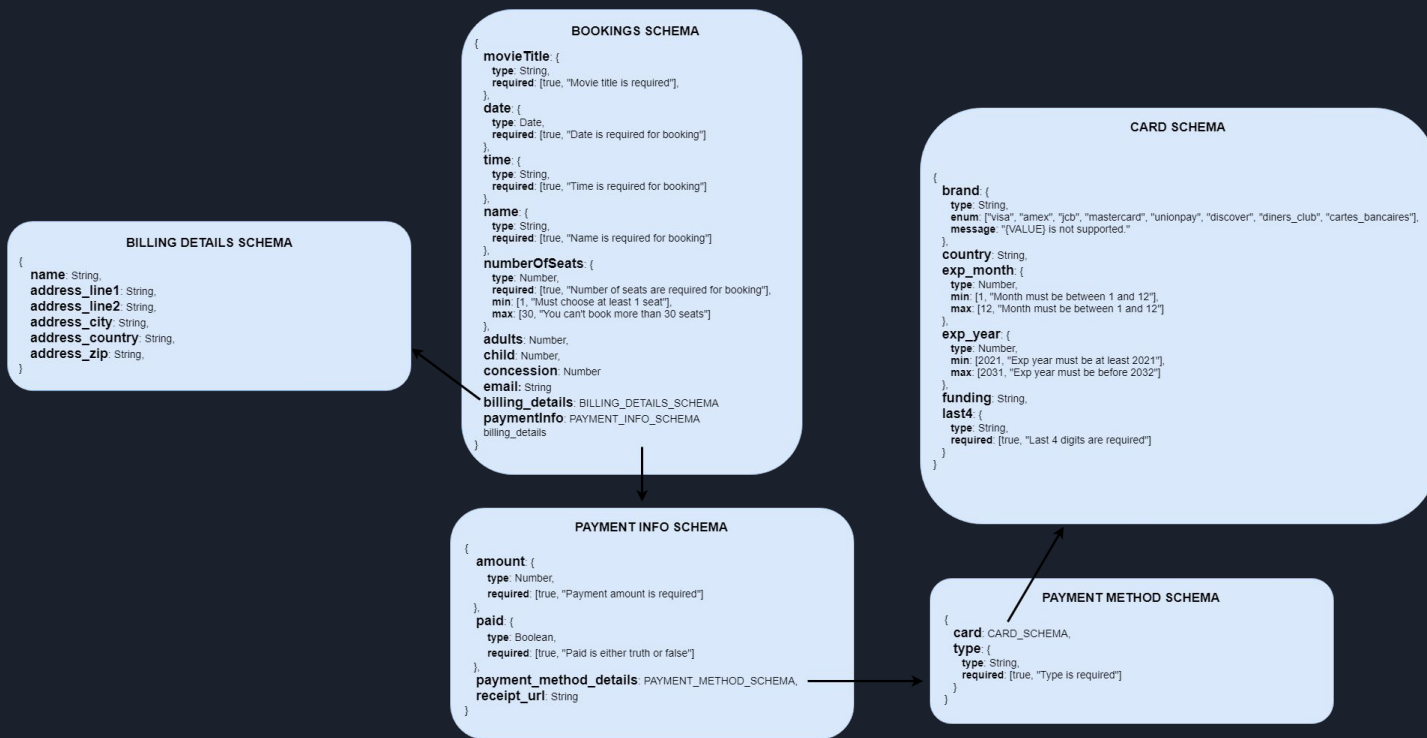 BOOKINGS SCHEMA
{
movieTitle: {
type: String,
required: [true, "Movie title is required"],
},
date: {
type: Date,
required: [true, "Date is required for booking"]
},
time: {
type: String,
required: [true, "Time is required for booking"]
},
name: {
type: String,
required: [true, "Name is required for booking"]
},
numberOfSeats: {
type: Number,
required: [true, "Number of seats are required for booking"],
min: [1, "Must choose at least 1 seat"],
max: [30, "You can't book more than 30 seats"]
},
adults: Number,
child: Number,
concession: Number
email: String
billing_details: BILLING_DETAILS_SCHEMA
paymentInfo: PAYMENT_INFO_SCHEMA
billing_details
}
BILLING DETAILS SCHEMA
{
name: String,
address_line1: String,
address_line2: String,
address_city: String,
address_country: String,
address_zip: String,
}
CARD SCHEMA
{
brand: {
type: String,
enum: ["visa", "amex", "jcb", "mastercard", "unionpay", "discover", "diners_club", "cartes_bancaires"],
message: "{VALUE} is not supported."
},
country: String,
exp_month: {
type: Number,
min: [1, "Month must be between 1 and 12"],
max: [12, "Month must be between 1 and 12"]
},
exp_year: {
type: Number,
min: [2021, "Exp year must be at least 2021"],
max: [2031, "Exp year must be before 2032"]
},
funding: String,
last4: {
type: String,
required: [true, "Last 4 digits are required"]
}
}
PAYMENT INFO SCHEMA
{
amount: {
type: Number,
required: [true, "Payment amount is required"]
},
paid: {
type: Boolean,
required: [true, "Paid is either truth or false"]
},
payment_method_details: PAYMENT_METHOD_SCHEMA,
receipt_url: String
}
PAYMENT METHOD SCHEMA
{
card: CARD_SCHEMA,
type: {
type: String,
required: [true, "Type is required"]
}
}